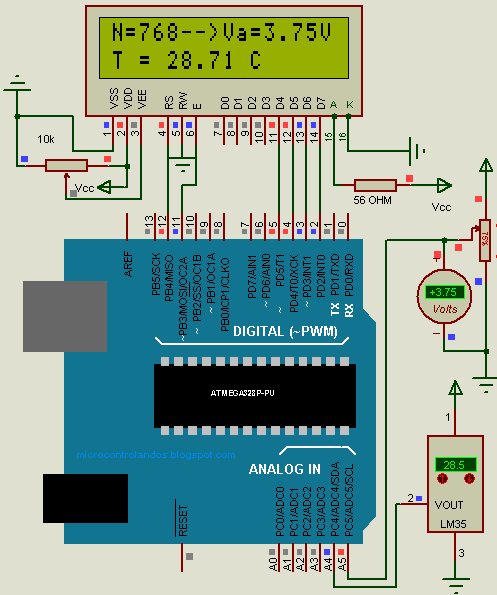 N=768-->Va=3.75V
T = 28.71 C
VSS
VDD
VEE
RS
RW
E
D0
D1
D2
D3
D4
D5
D6
D7
A
K
1
2
3
4
5
6
7
8
9
10
11
12
13
14
15
16
10k
Vcc
56 OHM
Vcc
75%
+3.75
Volts
13
12
11
10
9
8
7
6
5
4
3
2
1
0
AREF
PB5/SCK
PB4/MISO
~PB3/MOSI/OC2A
~ PB2/SS/OC1B
~ PB1/OC1A
PB0/ICP1/CLKO
PD7/AIN1
~ PD6/AIN0
~ PD5/T1
PD4/T0/XCK
~ PD3/INT1
PD2/INT0
TX PD1/TXD
RX PD0/RXD
DIGITAL (~PWM)
ATMEGA328P-PU
microcontrolandos.blogspot.com
ANALOG IN
RESET
PC0/ADC0
PC1/ADC1
PC2/ADC2
PC3/ADC3
PC4/ADC4/SDA
PC5/ADC5/SCL
A0
A1
A2
A3
A4
A5
1
28.5
2
VOUT
LM35
3